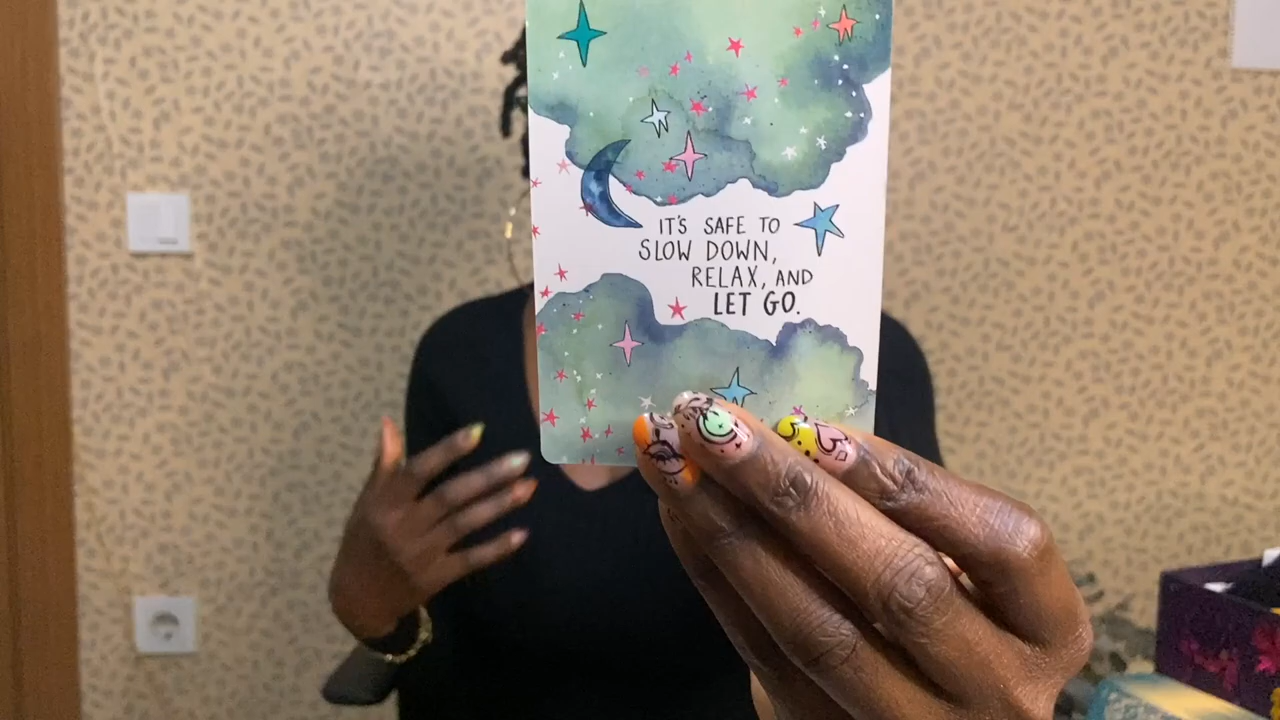 IT'S SAFE TO
SLOW DOWN,
RELAX, AND
LET GO.